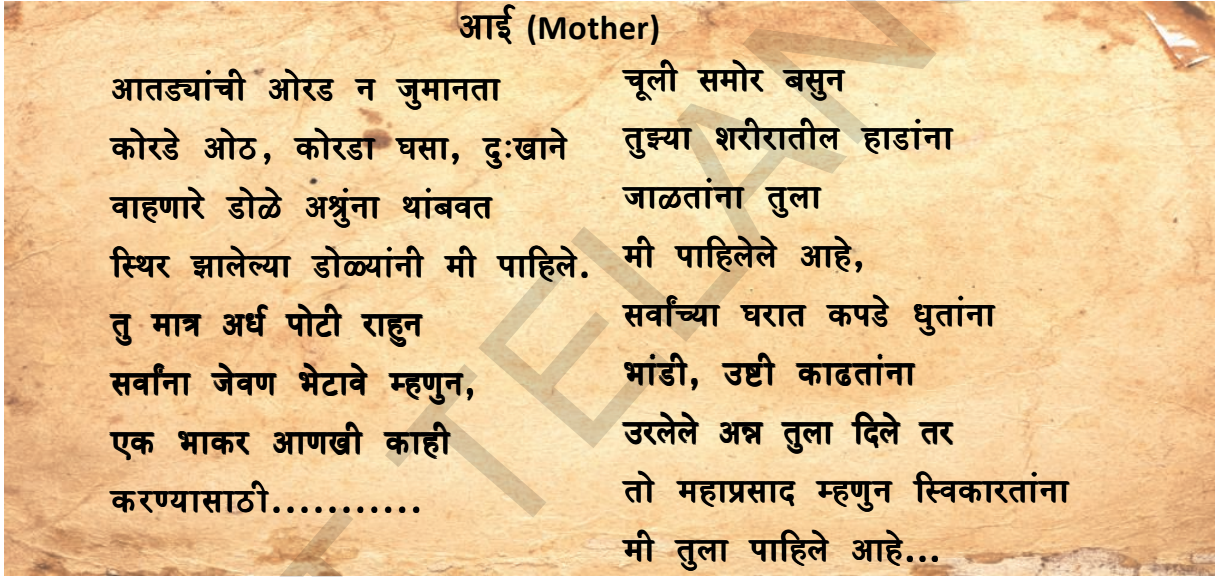 आई (Mother)
आतड्यांची ओरड न जुमानता
कोरडे ओठ, कोरडा घसा, दुःखाने
वाहणारे डोळे अश्रुंना थांबवत
स्थिर झालेल्या डोळ्यांनी मी पाहिले.
तु मात्र अर्ध पोटी राहुन
सर्वांना जेवण भेटावे म्हणुन,
एक भाकर आणखी काही
करण्यासाठी...........
चूली समोर बसुन
तुझ्या शरीरातील हाडांना
जाळतांना तुला
मी पाहिलेले आहे,
सर्वांच्या घरात कपडे धुतांना
भांडी, उष्टी काढतांना
उरलेले अन्न तुला दिले तर
तो महाप्रसाद म्हणुन स्विकारतांना
मी तुला पाहिले आहे...